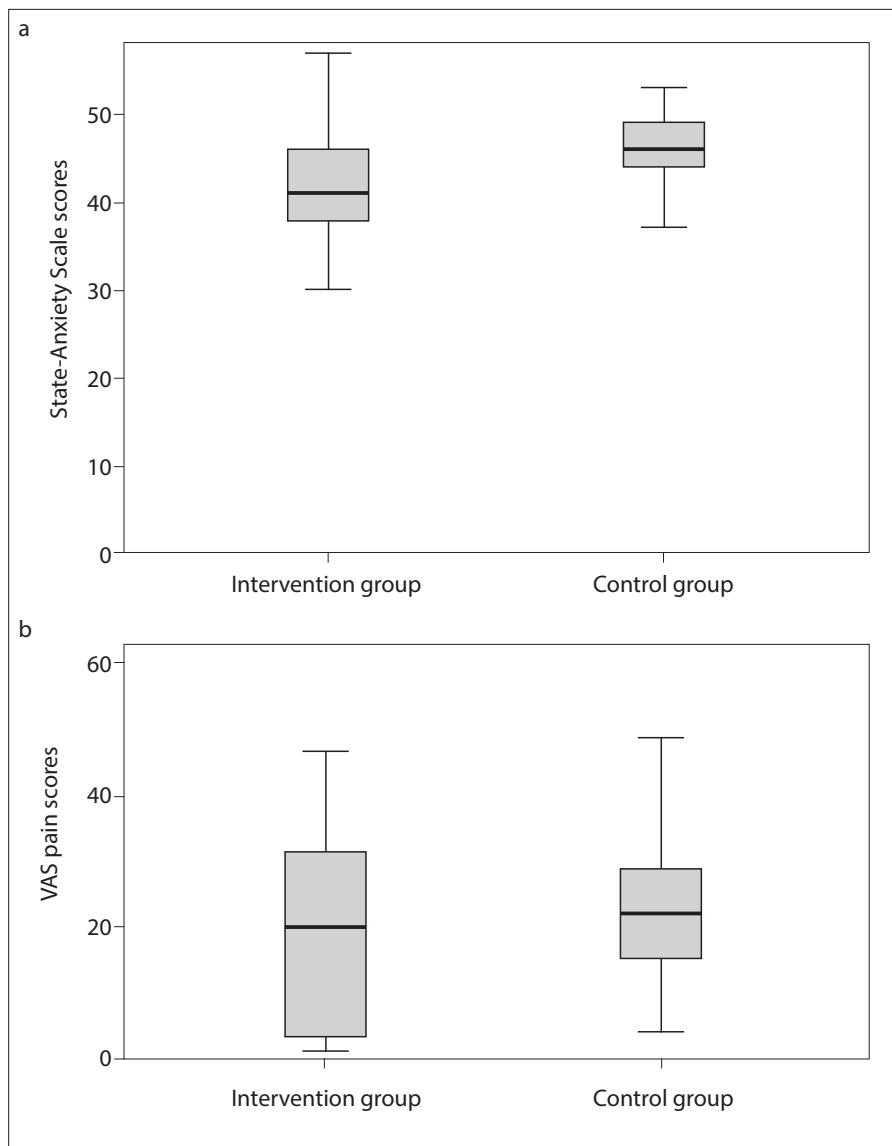 a
State-Anxiety Scale scores
50
40
30
20
10
0
Intervention group
Control group
b
VAS pain scores
60
40
20
0
Intervention group
Control group